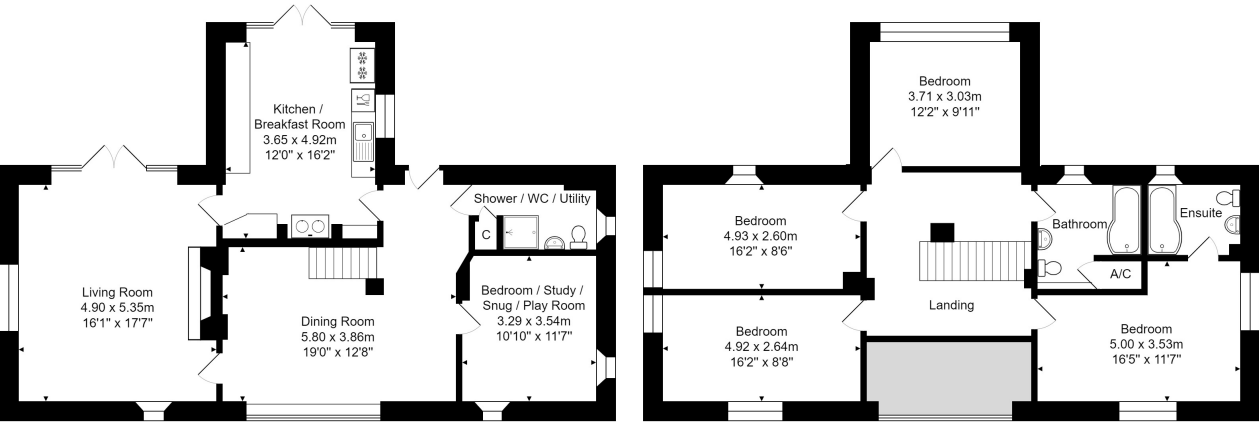 Kitchen /
Breakfast Room
3.65 x 4.92m
12'0" x 16'2"
Shower / WC / Utility
C
Living Room
4.90 x 5.35m
16'1" x 17'7"
Dining Room
5.80 x 3.86m
19'0" x 12'8"
Bedroom / Study /
Snug / Play Room
3.29 x 3.54m
10'10" x 11'7"
Bedroom
3.71 x 3.03m
12'2" x 9'11"
Bedroom
4.93 x 2.60m
16'2" x 8'6"
Bathroom
Ensuite
A/C
Landing
Bedroom
4.92 x 2.64m
16'2" x 8'8"
Bedroom
5.00 x 3.53m
16'5" x 11'7"